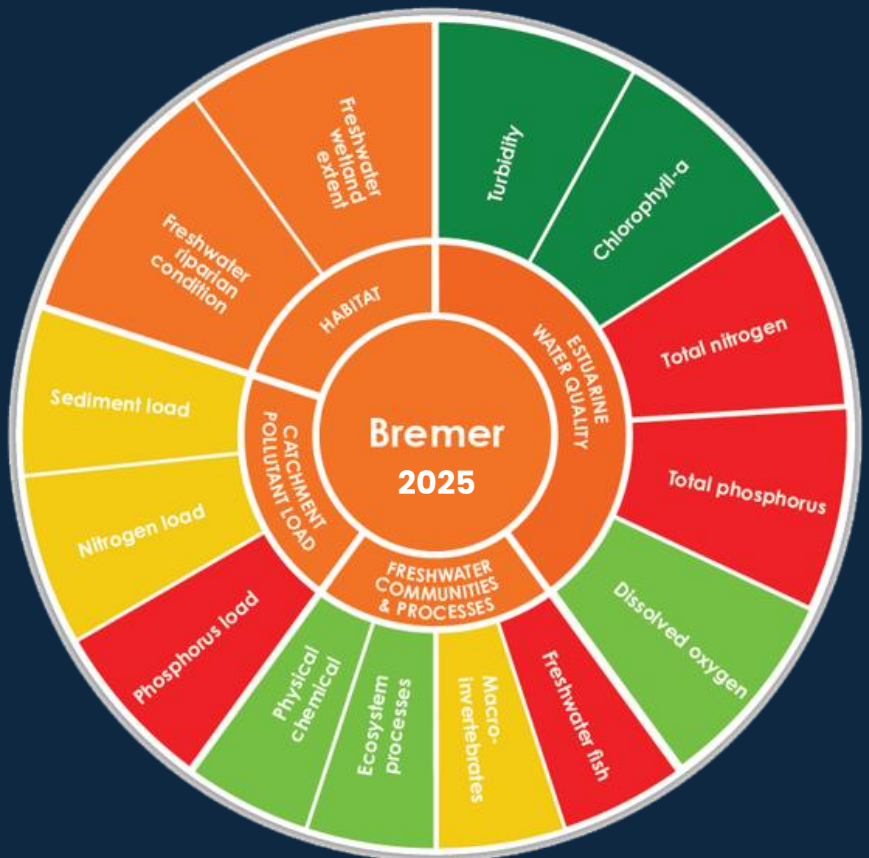 Bremer
2025
HABITAT
ESTUARINE
WATER QUALITY
FRESHWATER
COMMUNITIES
& PROCESSES
CATCHMENT
POLLUTANT LOAD
Freshwater
wetland
extent
Turbidity
Chlorophyll-a
Total nitrogen
Total phosphorus
Dissolved oxygen
Freshwater fish
Macro-
invertebrates
Ecosystem
processes
Physical
chemical
Phosphorus load
Nitrogen load
Sediment load
Freshwater
riparian
condition